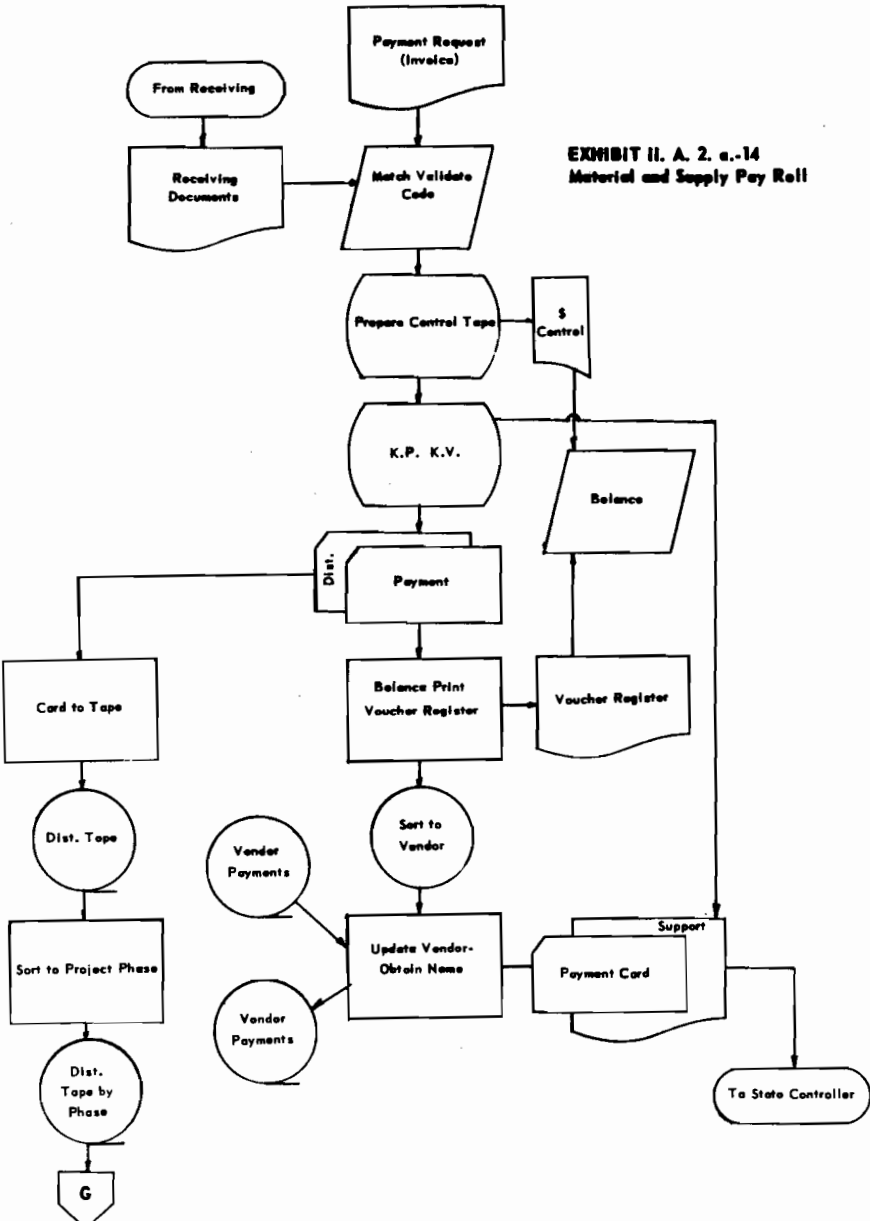 Payment Request
(Invoice)
From Receiving
EXHIBIT II. A. 2. a.-14
Material and Supply Pay Roll
Receiving
Documents
Match Validate
Code
Prepare Control Tape
$
Control
K.P. K.V.
Balance
Dist.
Payment
Card to Tape
Balance Print
Voucher Register
Voucher Register
Dist. Tape
Sort to
Vendor
Vendor
Payments
Sort to Project Phase
Update Vendor-
Obtain Name
Support
Payment Card
Vendor
Payments
Dist.
Tape by
Phase
To State Controller
G